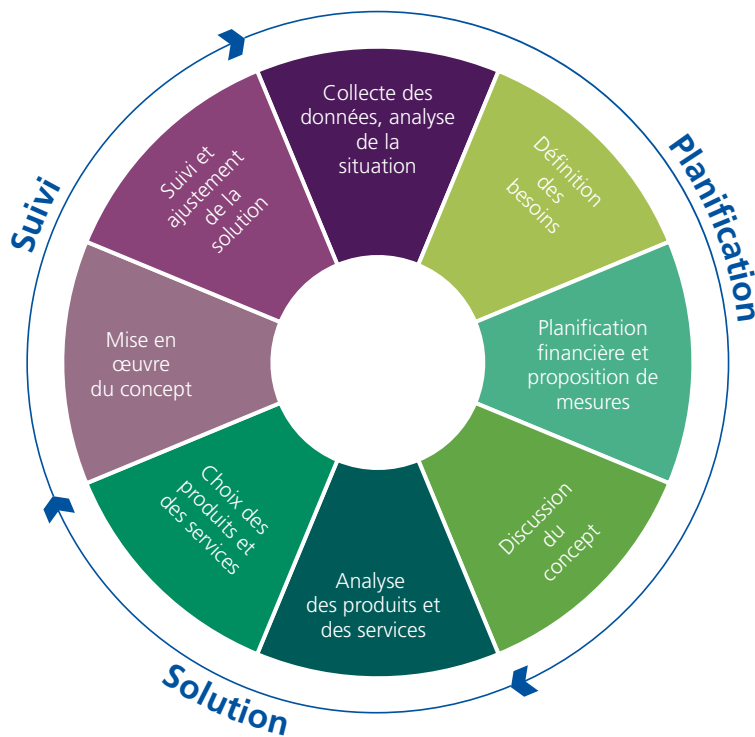 Collecte des
données, analyse
de la
situation
Définition
des
besoins
Planification
financière et
proposition de
mesures
Discussion
du
concept
Analyse
des produits et
des services
Choix des
produits et
des services
Mise en
œuvre
du concept
Suivi et
ajustement
de la
solution
Planification
Solution
Suivi